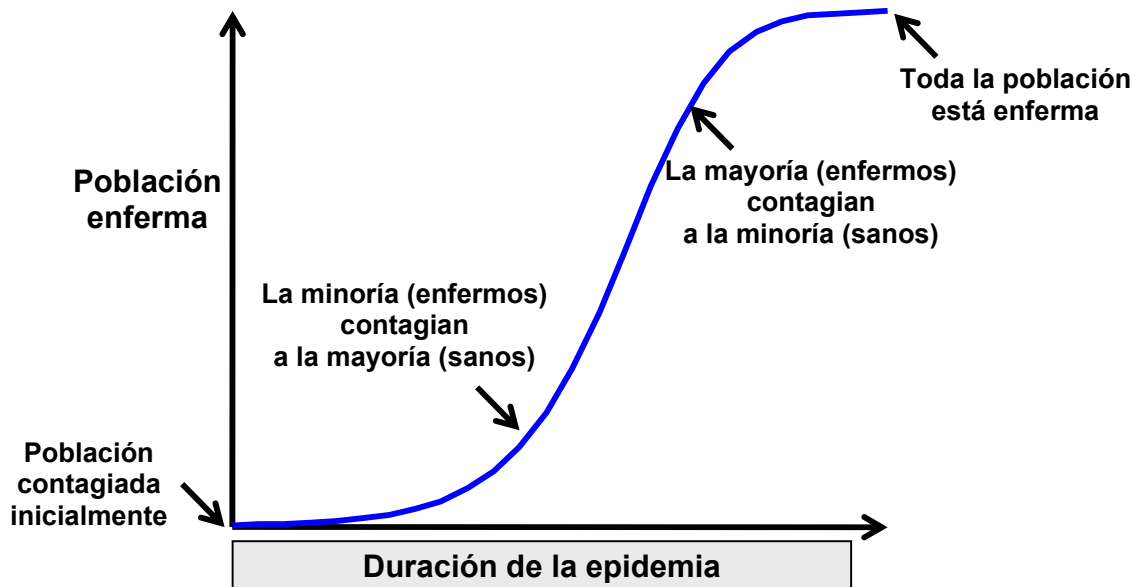 Toda la población
está enferma
La mayoría (enfermos)
contagian
a la minoría (sanos)
Población
enferma
La minoría (enfermos)
contagian
a la mayoría (sanos)
Población
contagiada
inicialmente
Duración de la epidemia